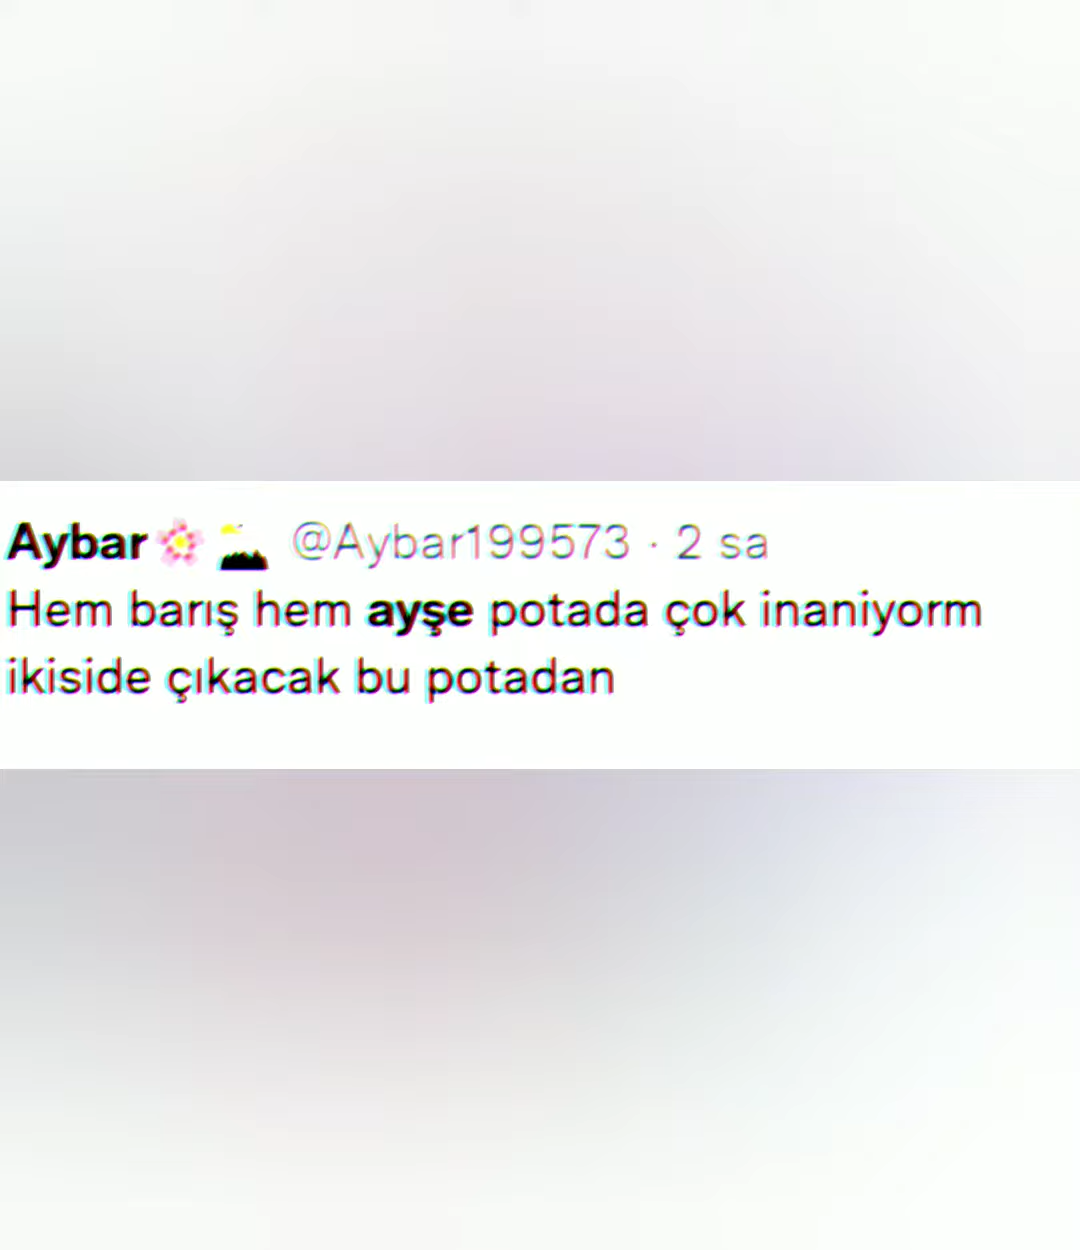 Aybar🌸 @Aybar199573 · 2 sa
Hem barış hem ayşe potada çok inaniyorm
ikiside çıkacak bu potadan